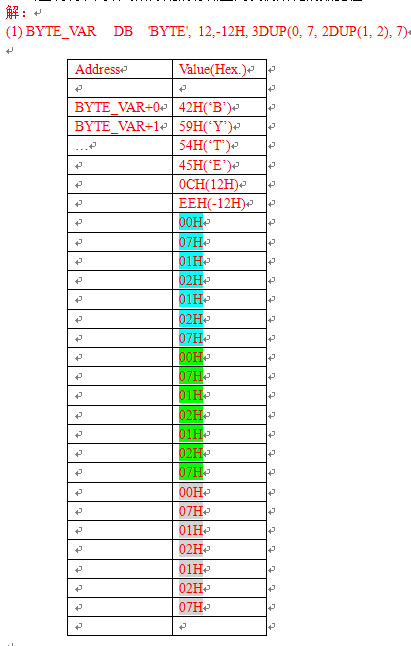 解：
(1) BYTE_VAR DB 'BYTE', 12,-12H, 3DUP(0, 7, 2DUP(1, 2), 7)
Address Value(Hex.)
BYTE_VAR+0 42H(‘B’)
BYTE_VAR+1 59H(‘Y’)
… 54H(‘T’)
45H(‘E’)
0CH(12H)
EEH(-12H)
00H
07H
01H
02H
01H
02H
07H
00H
07H
01H
02H
01H
02H
07H
00H
07H
01H
02H
01H
02H
07H